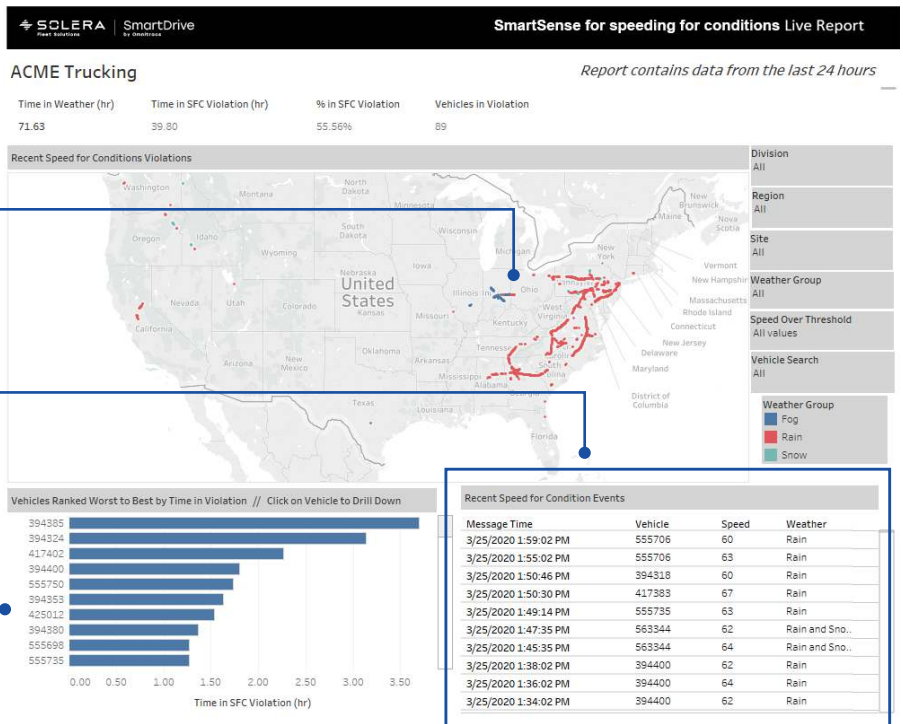 SOLERA
Fleet Solutions
SmartDrive
by Omnitracs
SmartSense for speeding for conditions Live Report
ACME Trucking
Report contains data from the last 24 hours
Time in Weather (hr) Time in SFC Violation (hr) % in SFC Violation Vehicles in Violation
71.63 39.80 55.56% 89
Recent Speed for Conditions Violations
Washington
Montana
North
Dakota
Minnesota
Oregon
Idaho
South
Dakota
Wisconsin
Michigan
New
York
Maine
New
Brunswick
Nova
Scotia
Wyoming
Iowa
Nebraska
Vermont
New Hampshir
Massachusetts
Rhode Island
Connecticut
New Jersey
Delaware
Maryland
District of
Columbia
United
States
Nevada
Utah
Colorado
Kansas
Missouri
Illinois
Ohio
West
Virgini
Kentucky
California
Arizona
New
Mexico
Oklahoma
Arkansas
Tennesse
Mississippi
Alabama
South
Texas
Louisiana
Florida
Division
All
Region
All
Site
All
Weather Group
All
Speed Over Threshold
All values
Vehicle Search
All
Weather Group
Fog
Rain
Snow
Vehicles Ranked Worst to Best by Time in Violation // Click on Vehicle to Drill Down
394385
394324
417402
394400
555750
394353
425012
394380
555698
555735
0.00 0.50 1.00 1.50 2.00 2.50 3.00 3.50
Time in SFC Violation (hr)
Recent Speed for Condition Events
Message Time Vehicle Speed Weather
3/25/2020 1:59:02 PM 555706 60 Rain
3/25/2020 1:55:02 PM 555706 63 Rain
3/25/2020 1:50:46 PM 394318 60 Rain
3/25/2020 1:50:30 PM 417383 67 Rain
3/25/2020 1:49:14 PM 555735 63 Rain
3/25/2020 1:47:35 PM 563344 62 Rain and Sno..
3/25/2020 1:45:35 PM 563344 64 Rain and Sno..
3/25/2020 1:38:02 PM 394400 62 Rain
3/25/2020 1:36:02 PM 394400 64 Rain
3/25/2020 1:34:02 PM 394400 62 Rain